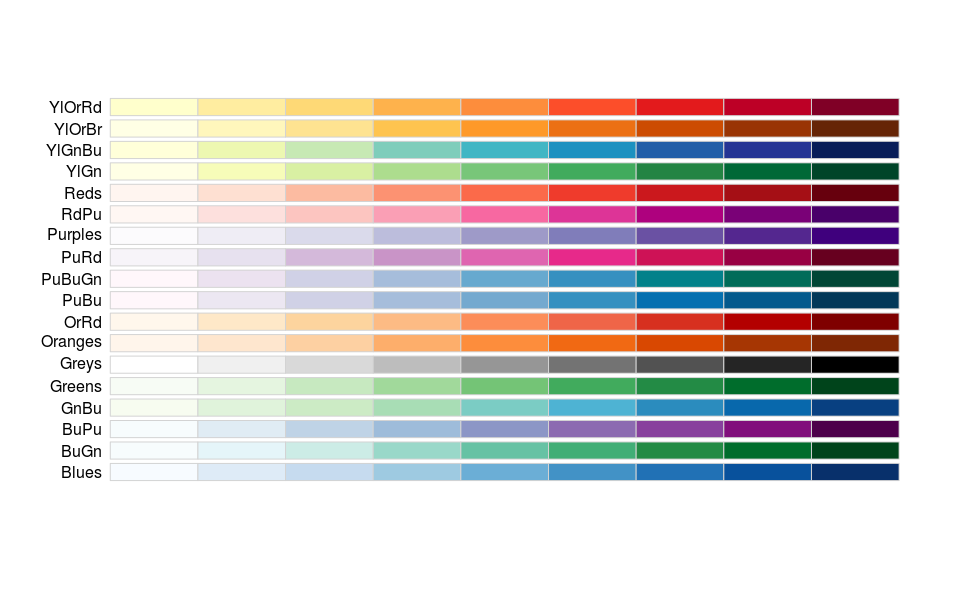 YlOrRd
YlOrBr
YlGnBu
YlGn
Reds
RdPu
Purples
PuRd
PuBuGn
PuBu
OrRd
Oranges
Greys
Greens
GnBu
BuPu
BuGn
Blues